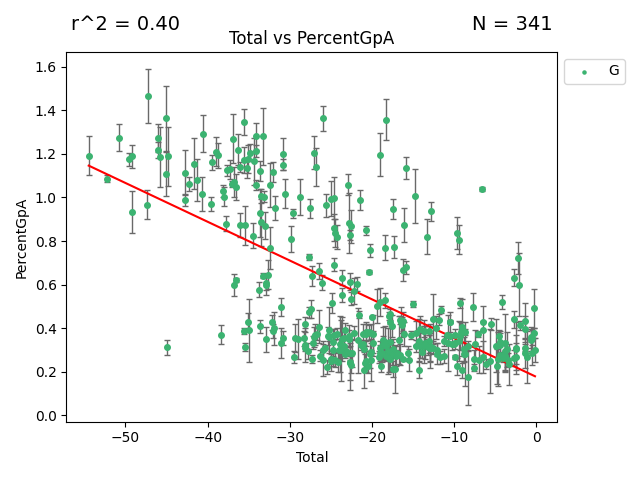 r^2 = 0.40
N = 341
Total vs PercentGpA
G
PercentGpA
1.6
1.4
1.2
1.0
0.8
0.6
0.4
0.2
0.0
−50
−40
−30
−20
−10
0
Total